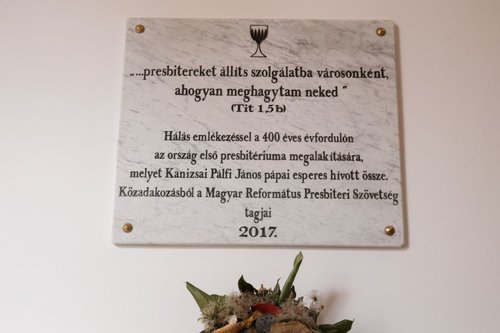 „...presbitereket állíts szolgálatba városonként,
ahogyan meghagytam neked”
(Tit 1,5b)
Hálás emlékezéssel a 400 éves évfordulón
az ország első presbitériuma megalakítására,
melyet Kanizsai Pálfi János pápai esperes hívott össze.
Közadakozásból a Magyar Református Presbiteri Szövetség
tagjai
2017.